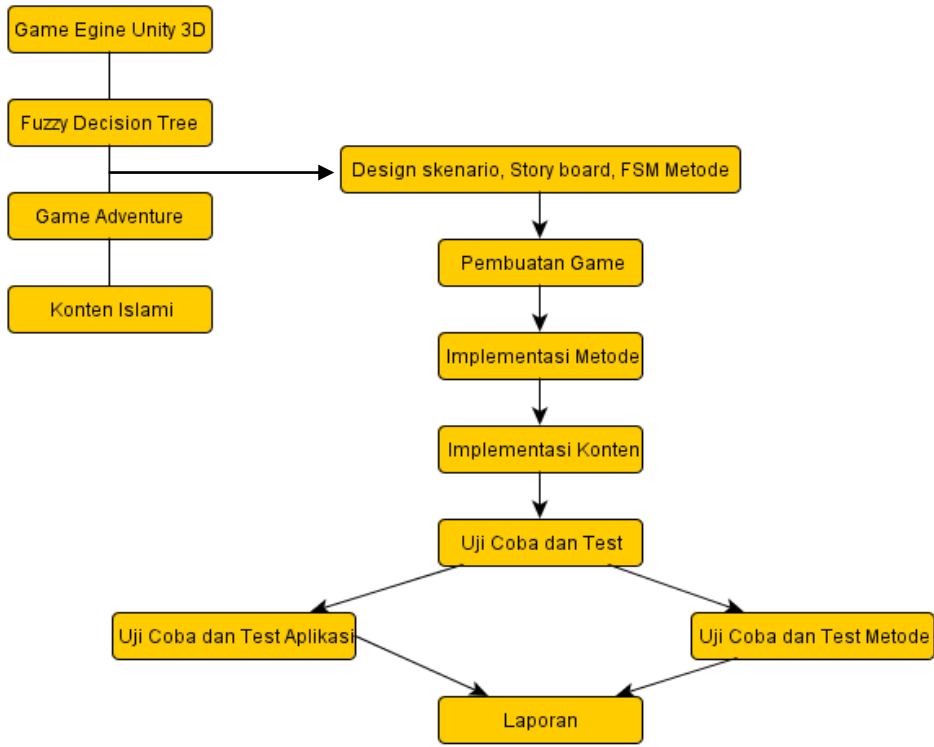 Game Egine Unity 3D
Fuzzy Decision Tree
Design skenario, Story board, FSM Metode
Game Adventure
Pembuatan Game
Konten Islami
Implementasi Metode
Implementasi Konten
Uji Coba dan Test
Uji Coba dan Test Aplikasi
Uji Coba dan Test Metode
Laporan